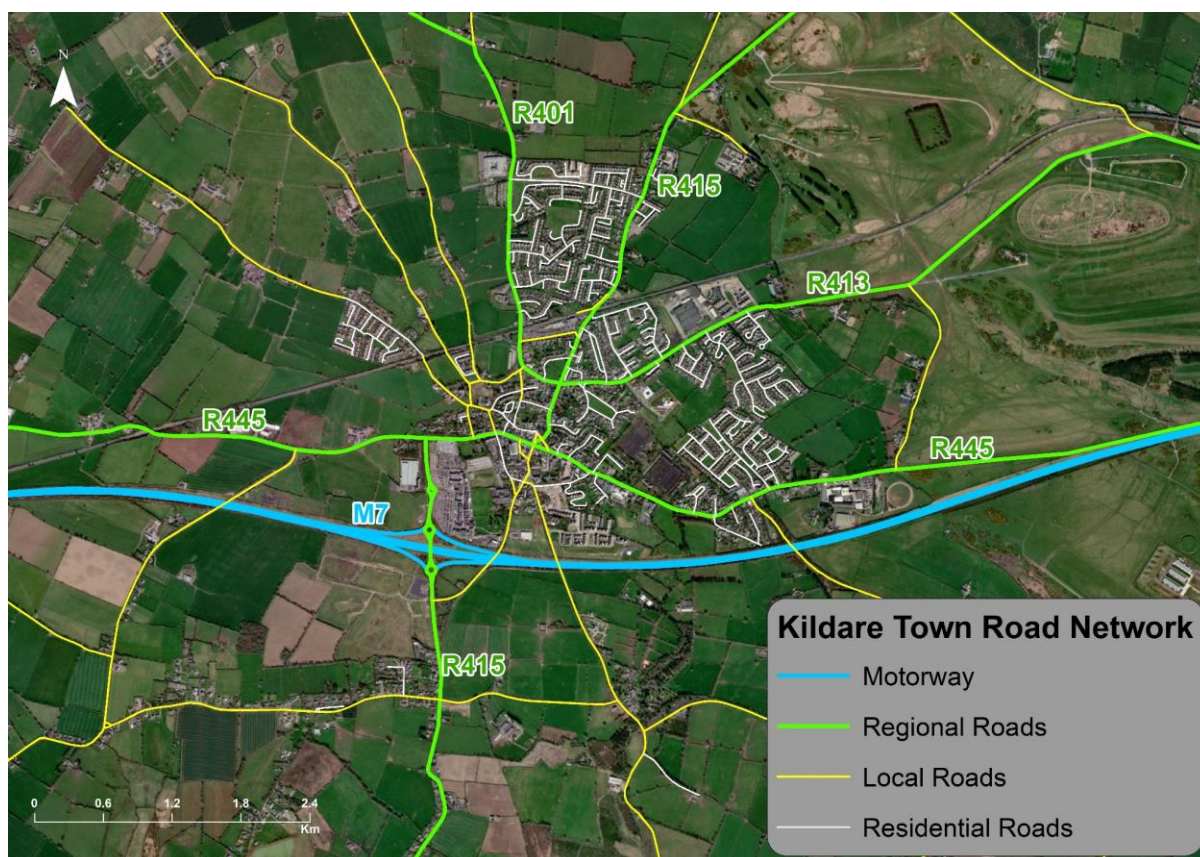 N
R401
R415
R413
R445
R445
M7
R415
Kildare Town Road Network
Motorway
Regional Roads
Local Roads
Residential Roads
0 0.6 1.2 1.8 2.4
Km